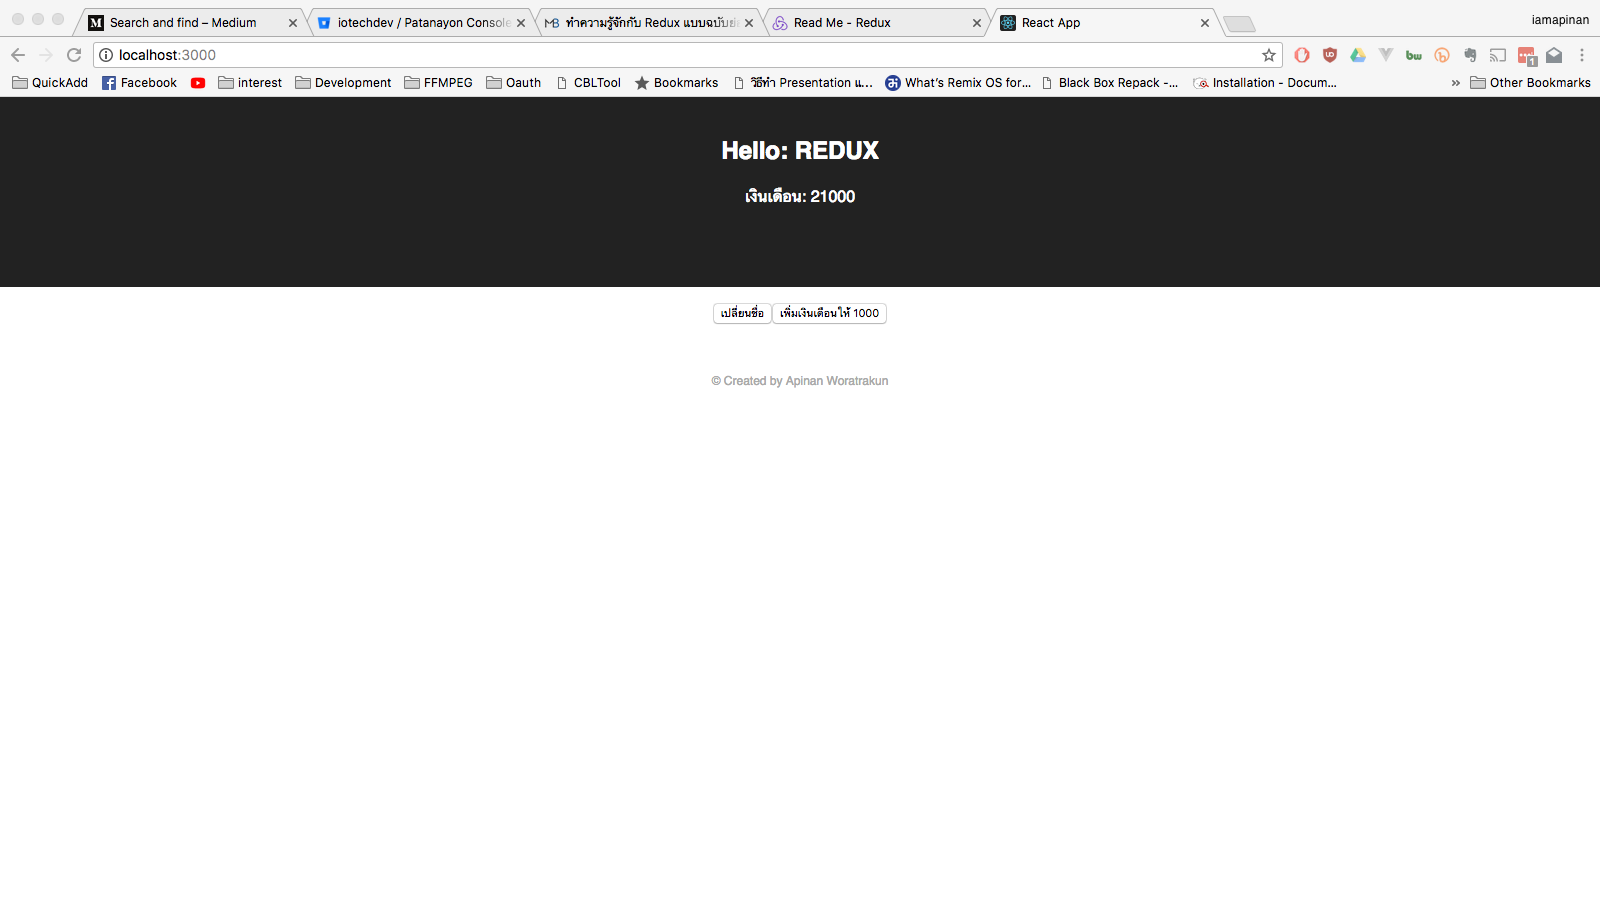 Search and find – Medium
iotechdev / Patanayon Console
ทำความรู้จักกับ Redux แบบฉบับย่อ
Read Me - Redux
React App
iamapinan
localhost:3000
QuickAdd
Facebook
interest
Development
FFMPEG
Oauth
CBLTool
Bookmarks
วิธีทำ Presentation แ...
What's Remix OS for...
Black Box Repack -...
Installation - Docum...
» Other Bookmarks
Hello: REDUX
เงินเดือน: 21000
เปลี่ยนชื่อ
เพิ่มเงินเดือนให้ 1000
© Created by Apinan Woratrakun